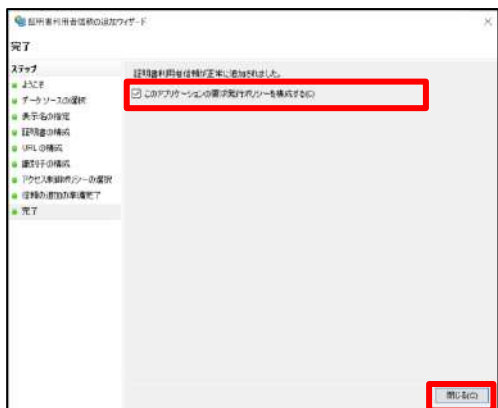 証明書利用者信頼の追加ウィザード
完了
ステップ
ようこそ
データソースの選択
表示名の指定
証明書の構成
URL の構成
識別子の構成
アクセス制御ポリシーの選択
信頼の追加の準備完了
完了
証明書利用者信頼が正常に追加されました。
このアプリケーションの要求発行ポリシーを構成する(C)
閉じる(C)